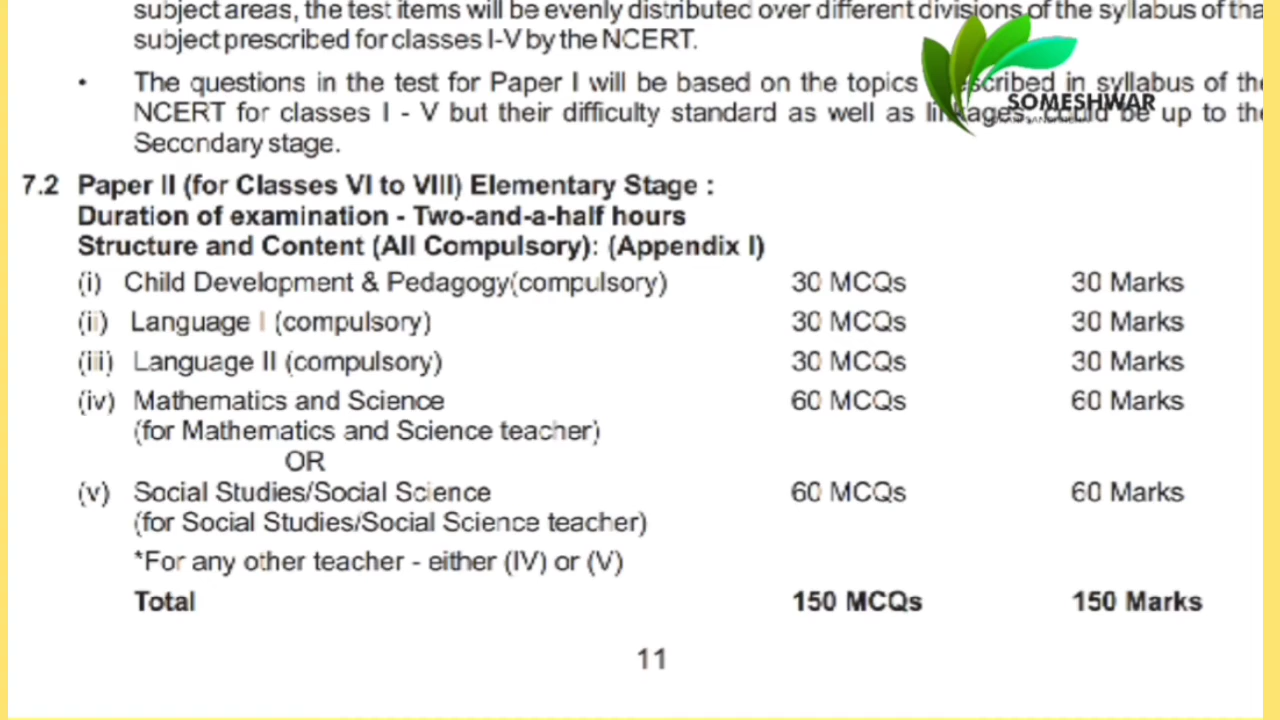 subject areas, the test items will be evenly distributed over different divisions of the syllabus of tha
subject prescribed for classes I-V by the NCERT.
• The questions in the test for Paper I will be based on the topics prescribed in syllabus of the
NCERT for classes I - V but their difficulty standard as well as linkages, could be up to the
Secondary stage.
SOMESHWAR
7.2 Paper II (for Classes VI to VIII) Elementary Stage :
Duration of examination - Two-and-a-half hours
Structure and Content (All Compulsory): (Appendix I)
(i) Child Development & Pedagogy(compulsory) 30 MCQs 30 Marks
(ii) Language I (compulsory) 30 MCQs 30 Marks
(iii) Language II (compulsory) 30 MCQs 30 Marks
(iv) Mathematics and Science 60 MCQs 60 Marks
(for Mathematics and Science teacher)
OR
(v) Social Studies/Social Science 60 MCQs 60 Marks
(for Social Studies/Social Science teacher)
*For any other teacher - either (IV) or (V)
Total 150 MCQs 150 Marks
11